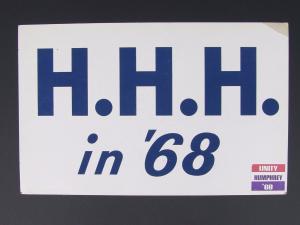 H.H.H.
in '68
UNITY
HUMPHREY
'68